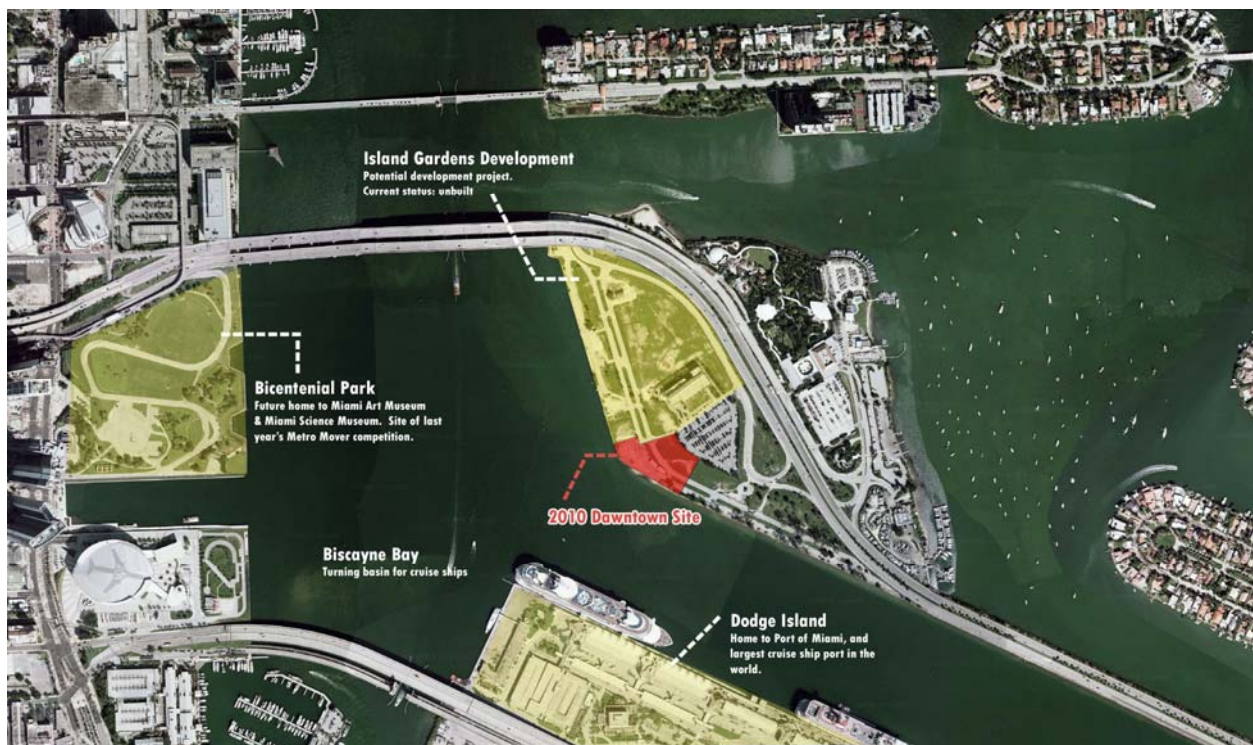 Island Gardens Development
Potential development project.
Current status: unbuilt
Bicentenial Park
Future home to Miami Art Museum
& Miami Science Museum.  Site of last
year's Metro Mover competition.
2010 Dawntown Site
Biscayne Bay
Turning basin for cruise ships
Dodge Island
Home to Port of Miami, and
largest cruise ship port in the
world.